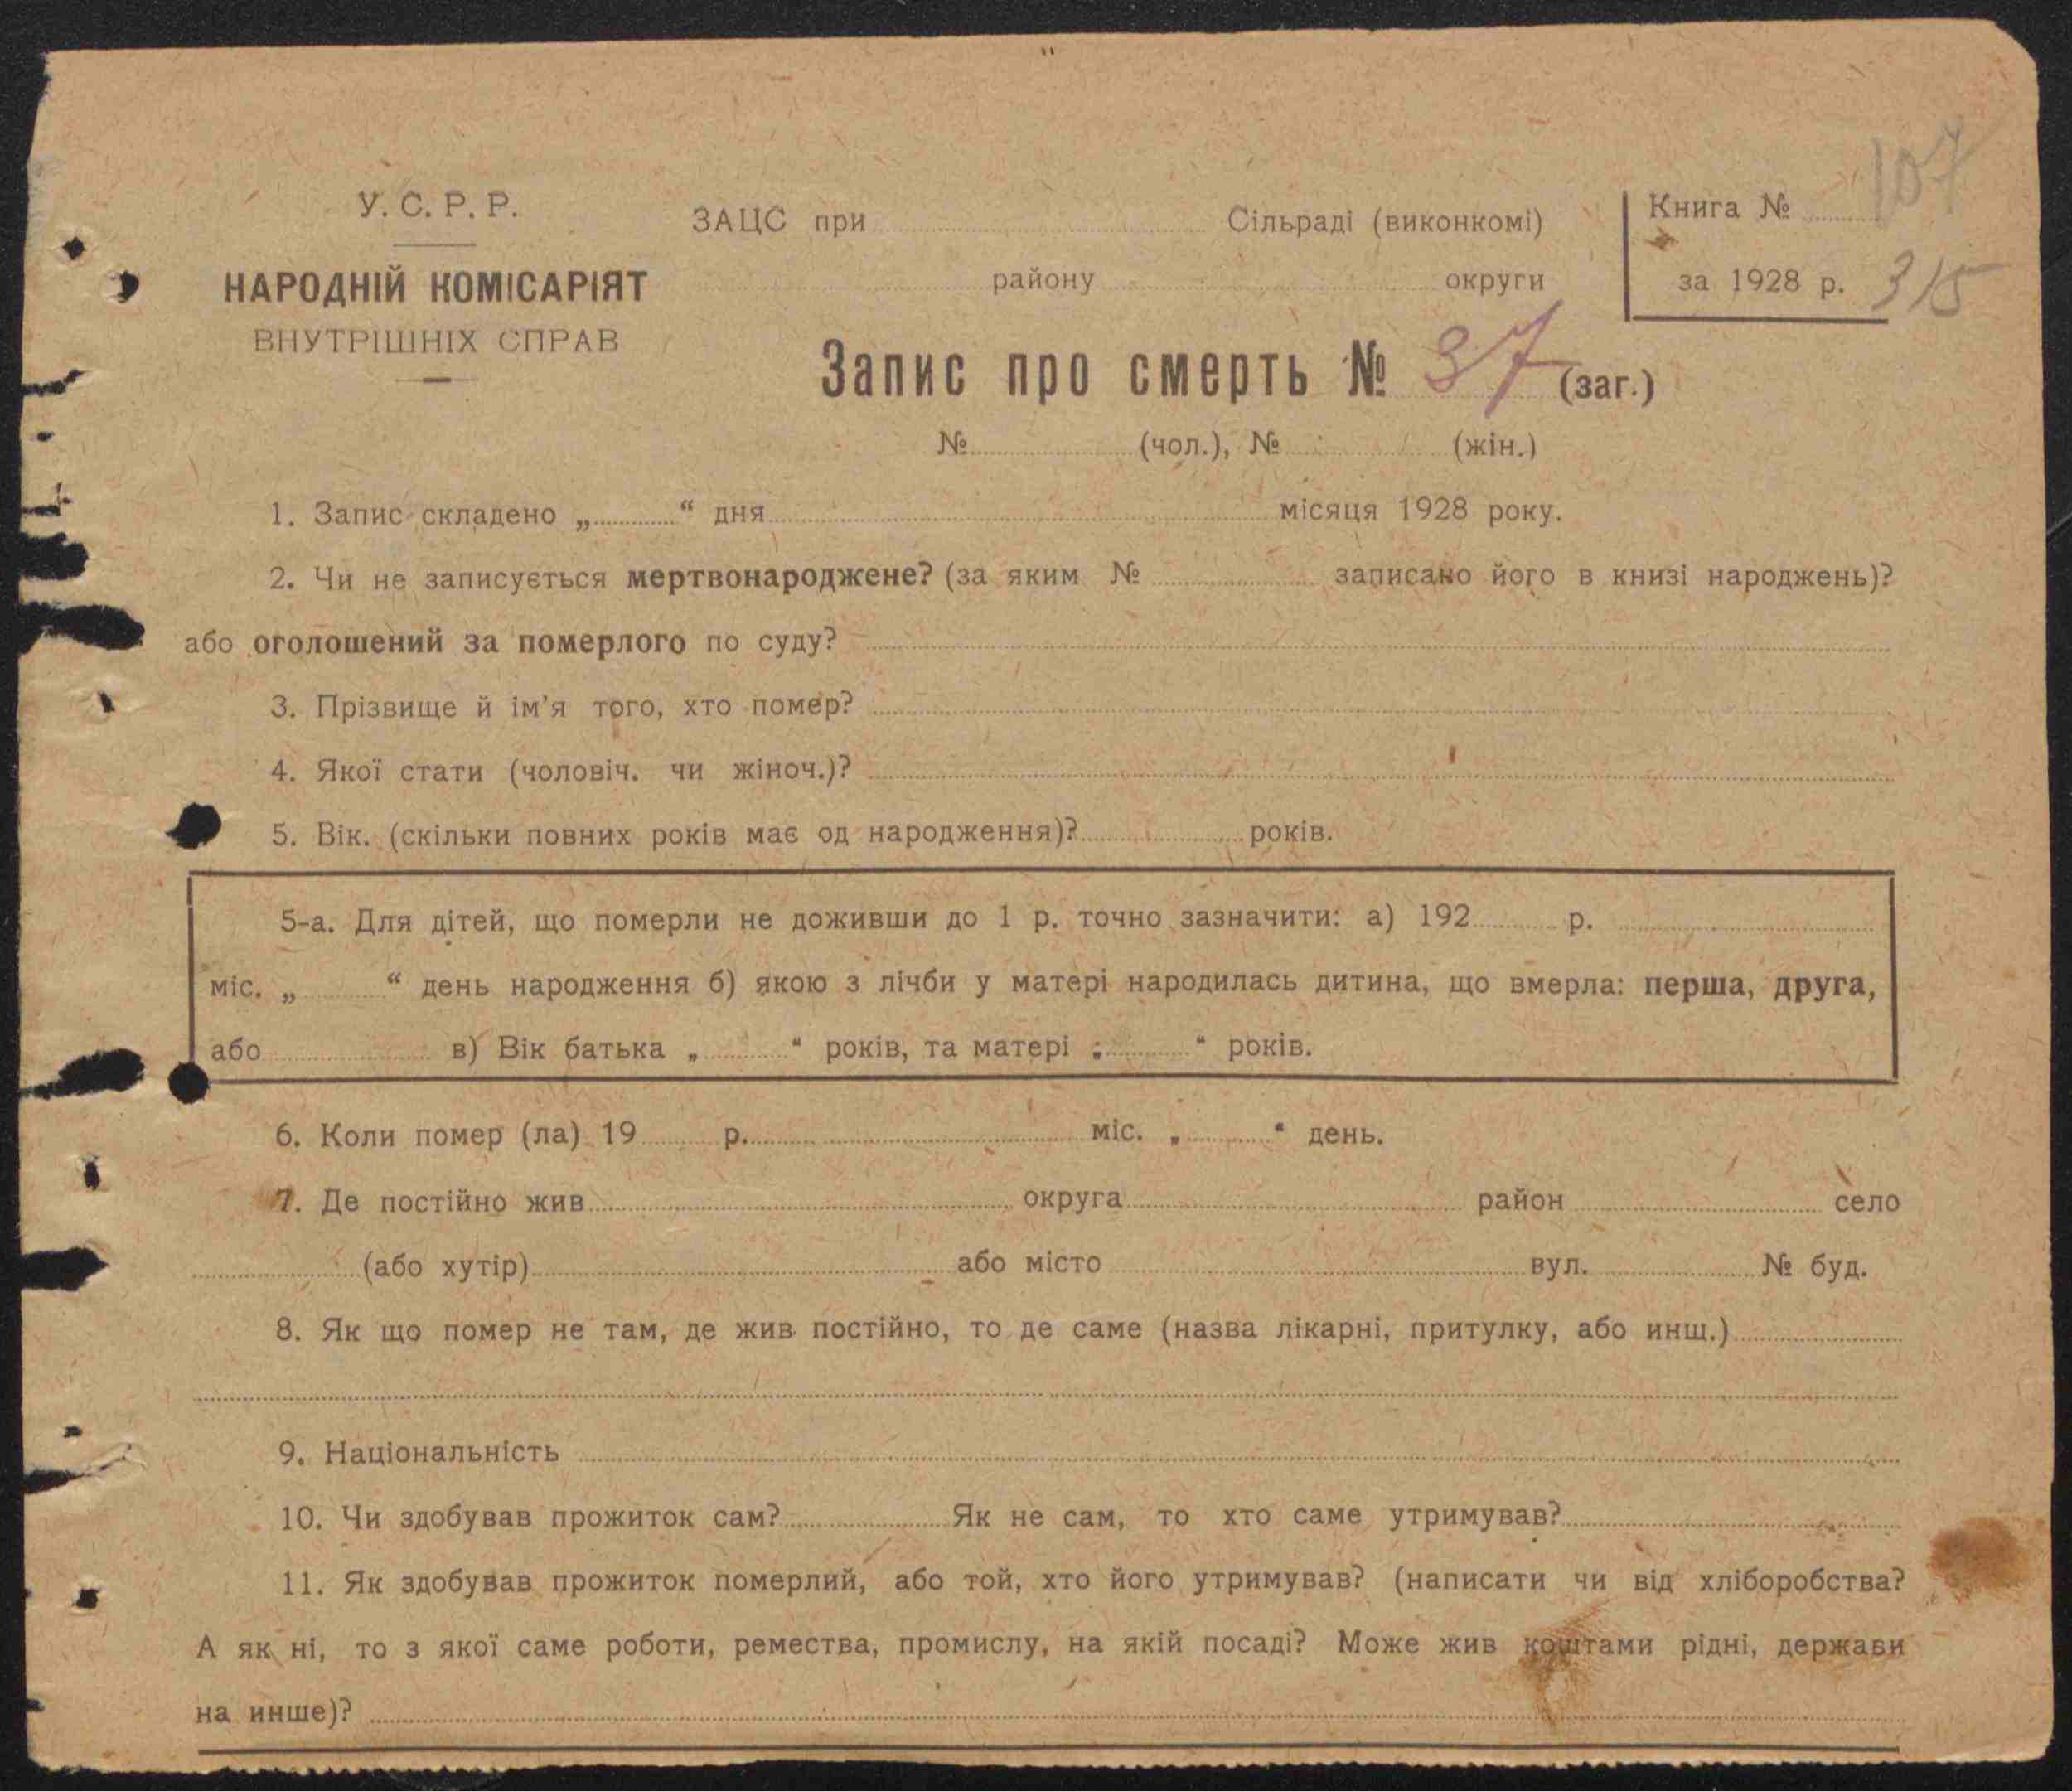 107
У. С. Р. Р.
ЗАЦС при Сільраді (виконкомі)
Книга №
НАРОДНІЙ КОМІСАРІЯТ
району округи
за 1928 р. 315
ВНУТРІШНІХ СПРАВ
Запис про смерть № 37 (заг.)
№ (чол.), № (жін.)
1. Запис складено „ “ дня місяця 1928 року.
2. Чи не записується мертвонароджене? (за яким № записано його в книзі народжень)?
або оголошений за померлого по суду?
3. Прізвище й ім’я того, хто помер?
4. Якої стати (чоловіч. чи жіноч.)?
5. Вік. (скільки повних років має од народження)? років.
5-а. Для дітей, що померли не доживши до 1 р. точно зазначити: а) 192 р.
міс. „ “ день народження б) якою з лічби у матері народилась дитина, що вмерла: перша, друга,
або в) Вік батька „ “ років, та матері „ “ років.
6. Коли помер (ла) 19 р. міс. „ “ день.
7. Де постійно жив округа район село
(або хутір) або місто вул. № буд.
8. Як що помер не там, де жив постійно, то де саме (назва лікарні, притулку, або инш.)
9. Національність
10. Чи здобував прожиток сам? Як не сам, то хто саме утримував?
11. Як здобував прожиток померлий, або той, хто його утримував? (написати чи від хліборобства?
А як ні, то з якої саме роботи, ремества, промислу, на якій посаді? Може жив коштами рідні, держави
на инше)?